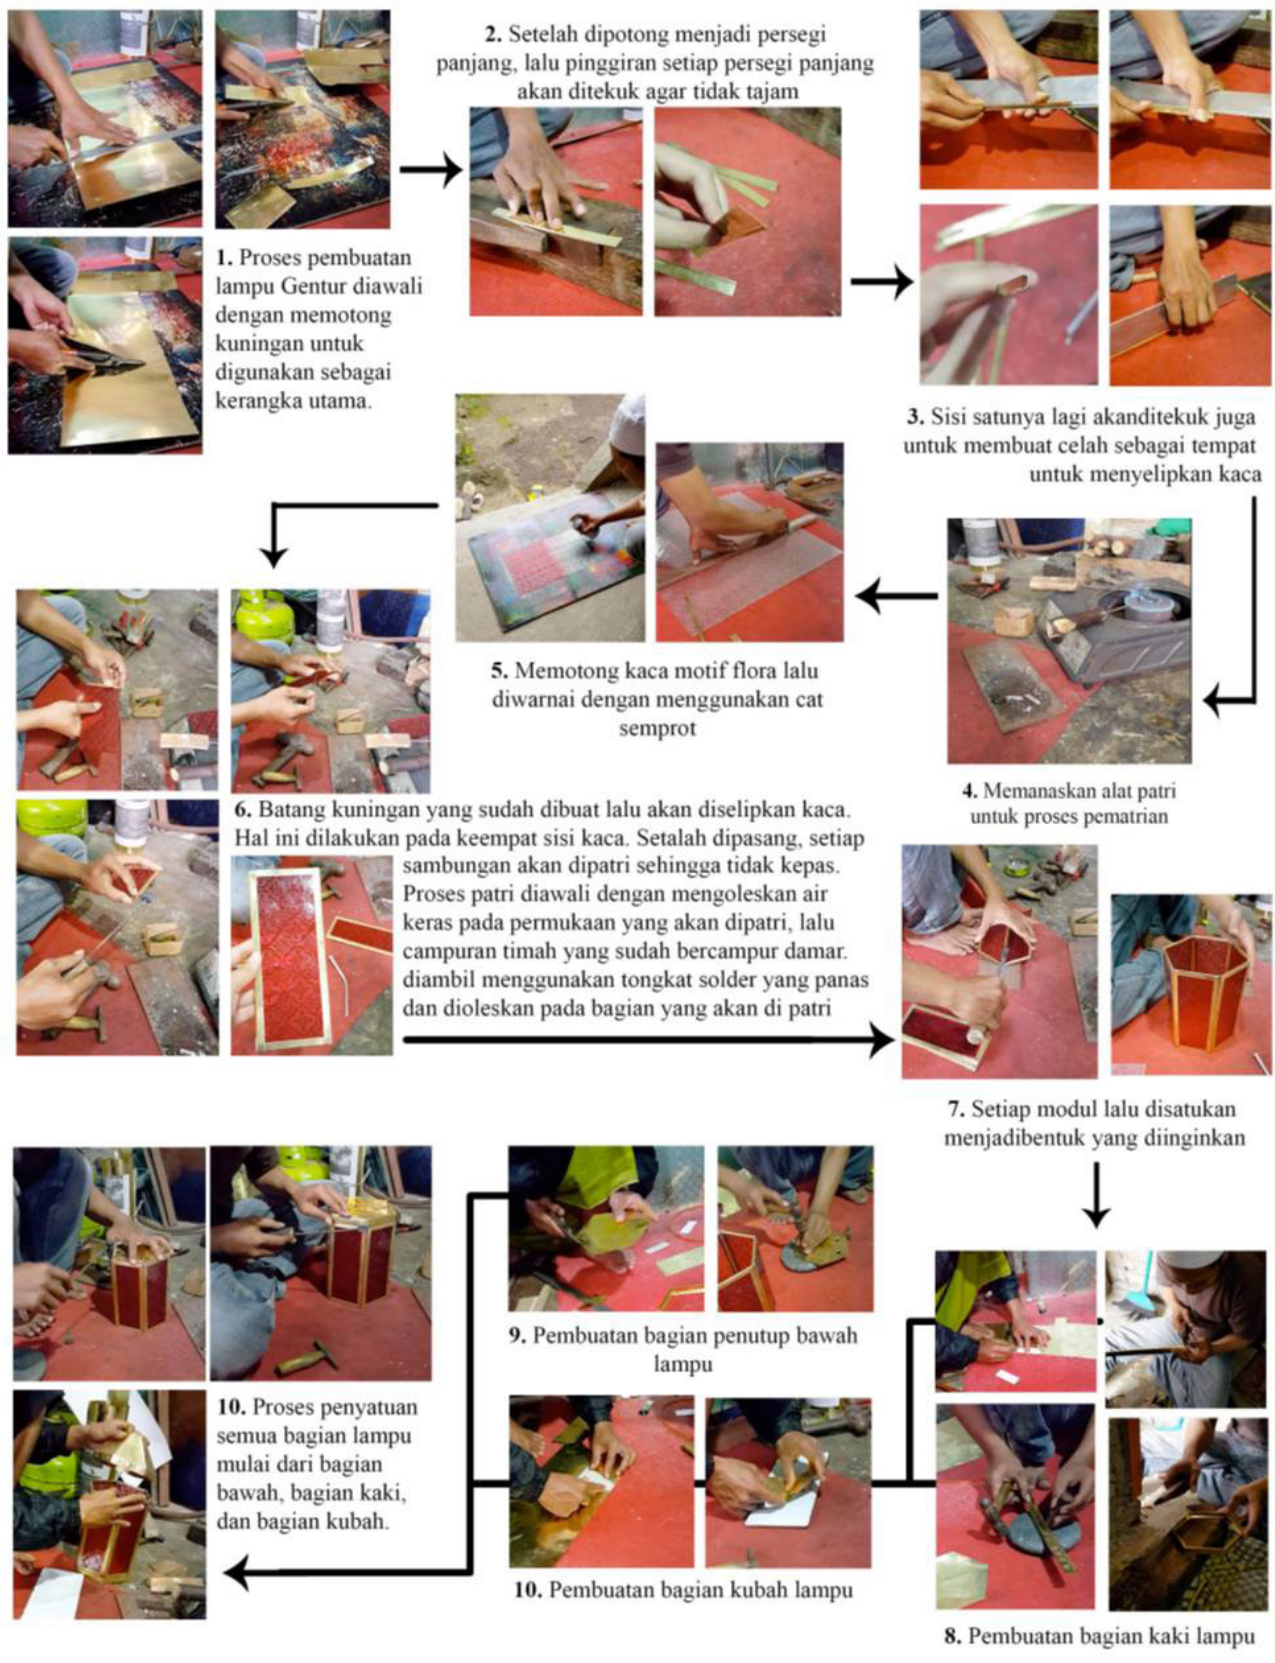 1. Proses pembuatan
lampu Gentur diawali
dengan memotong
kuningan untuk
digunakan sebagai
kerangka utama.
2. Setelah dipotong menjadi persegi
panjang, lalu pinggiran setiap persegi panjang
akan ditekuk agar tidak tajam
3. Sisi satunya lagi akanditekuk juga
untuk membuat celah sebagai tempat
untuk menyelipkan kaca
4. Memanaskan alat patri
untuk proses pematrian
5. Memotong kaca motif flora lalu
diwarnai dengan menggunakan cat
semprot
6. Batang kuningan yang sudah dibuat lalu akan diselipkan kaca.
Hal ini dilakukan pada keempat sisi kaca. Setalah dipasang, setiap
sambungan akan dipatri sehingga tidak kepas.
Proses patri diawali dengan mengoleskan air
keras pada permukaan yang akan dipatri, lalu
campuran timah yang sudah bercampur damar.
diambil menggunakan tongkat solder yang panas
dan dioleskan pada bagian yang akan di patri
7. Setiap modul lalu disatukan
menjadibentuk yang diinginkan
8. Pembuatan bagian kaki lampu
9. Pembuatan bagian penutup bawah
lampu
10. Pembuatan bagian kubah lampu
10. Proses penyatuan
semua bagian lampu
mulai dari bagian
bawah, bagian kaki,
dan bagian kubah.